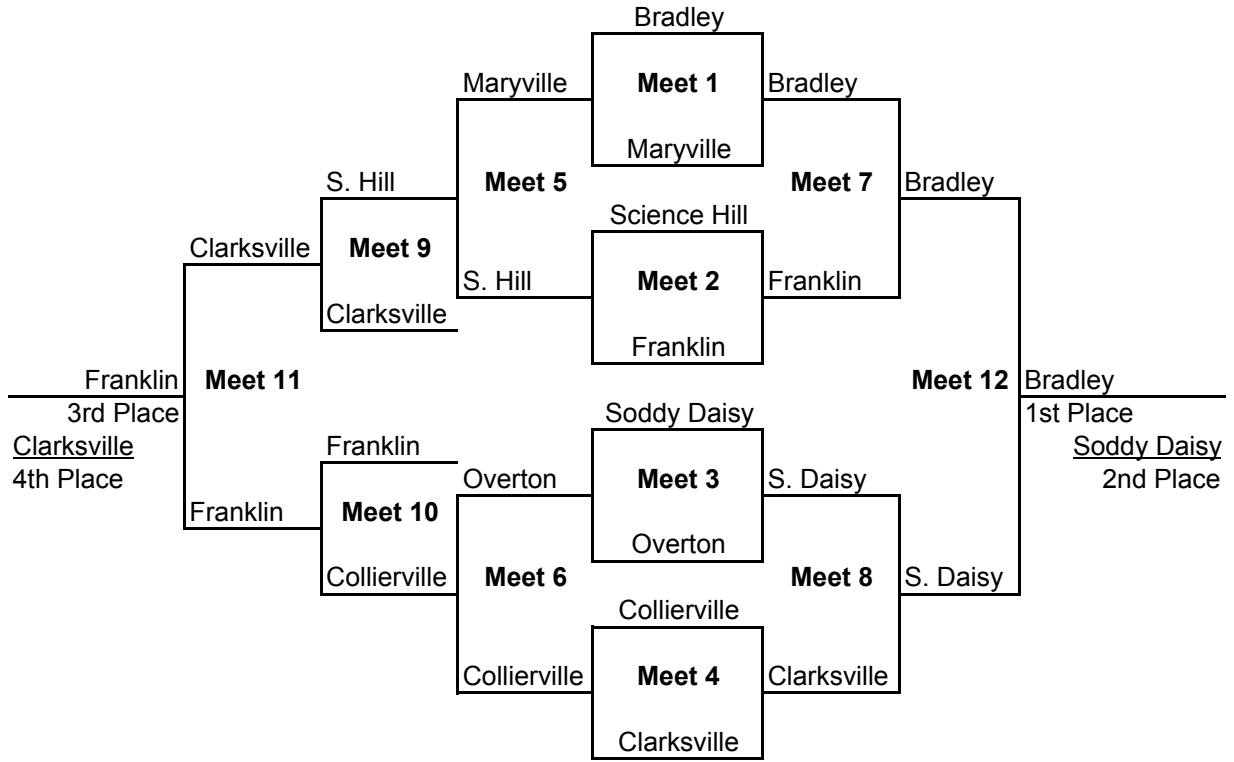 Bradley
Maryville Meet 1 Bradley
Maryville
S. Hill Meet 5 Meet 7 Bradley
Science Hill
Clarksville Meet 9
S. Hill Meet 2 Franklin
Clarksville
Franklin
Franklin Meet 11 Meet 12 Bradley
3rd Place Soddy Daisy 1st Place
Clarksville Franklin Soddy Daisy
4th Place Overton Meet 3 S. Daisy 2nd Place
Franklin Meet 10
Overton
Collierville Meet 6 Meet 8 S. Daisy
Collierville
Collierville Meet 4 Clarksville
Clarksville